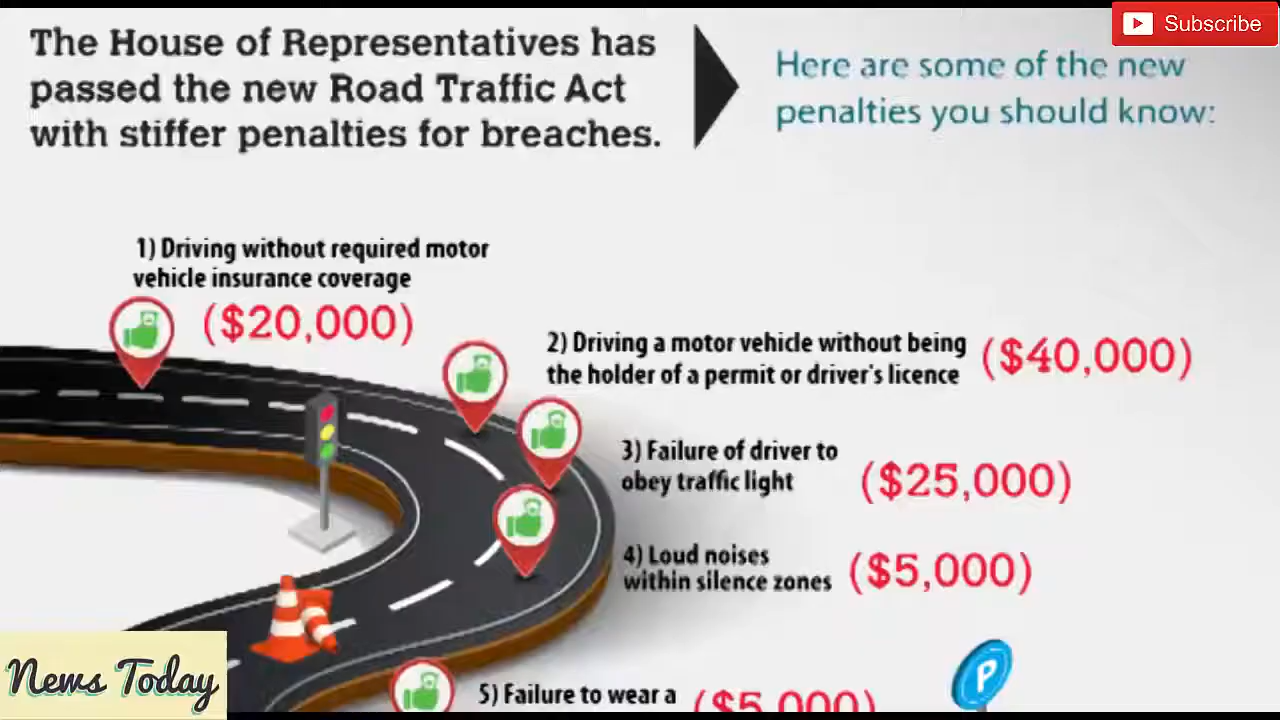 Subscribe
The House of Representatives has
passed the new Road Traffic Act
with stiffer penalties for breaches.
Here are some of the new
penalties you should know:
1) Driving without required motor
vehicle insurance coverage
($20,000)
2) Driving a motor vehicle without being
the holder of a permit or driver's licence
($40,000)
3) Failure of driver to
obey traffic light
($25,000)
4) Loud noises
within silence zones
($5,000)
5) Failure to wear a
($5,000)
P
News Today